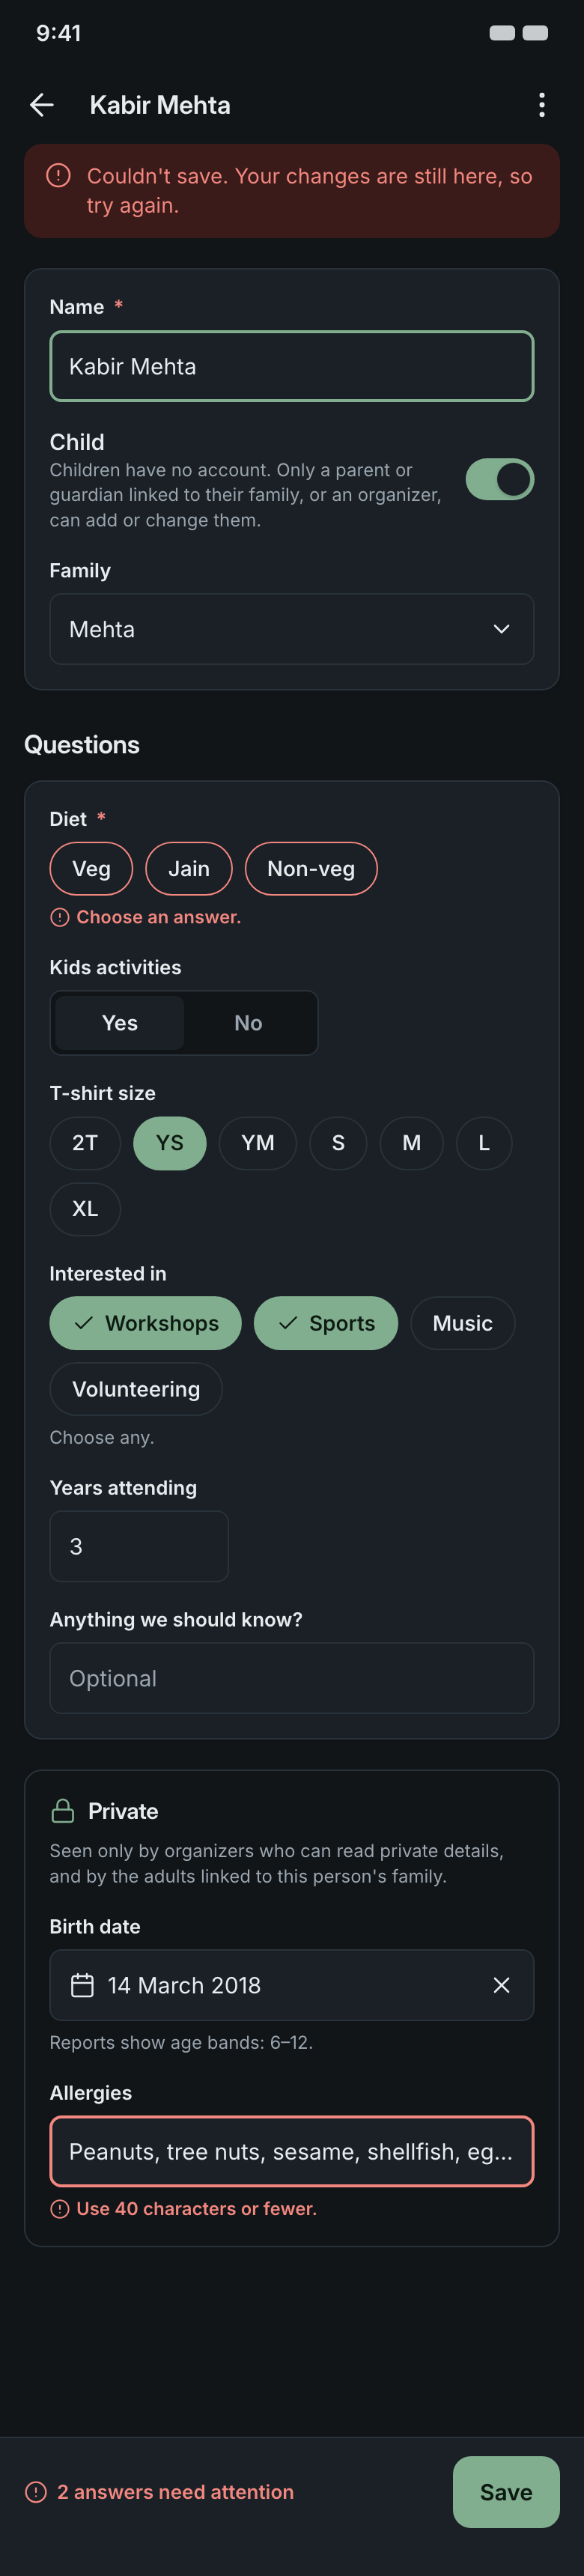 9:41
Kabir Mehta
Couldn't save. Your changes are still here, so
try again.
Name *
Kabir Mehta
Child
Children have no account. Only a parent or
guardian linked to their family, or an organizer,
can add or change them.
Family
Mehta
Questions
Diet *
Veg Jain Non-veg
Choose an answer.
Kids activities
Yes No
T-shirt size
2T YS YM S M L
XL
Interested in
Workshops Sports Music
Volunteering
Choose any.
Years attending
3
Anything we should know?
Optional
Private
Seen only by organizers who can read private details,
and by the adults linked to this person's family.
Birth date
14 March 2018
Reports show age bands: 6–12.
Allergies
Peanuts, tree nuts, sesame, shellfish, eg...
Use 40 characters or fewer.
2 answers need attention Save